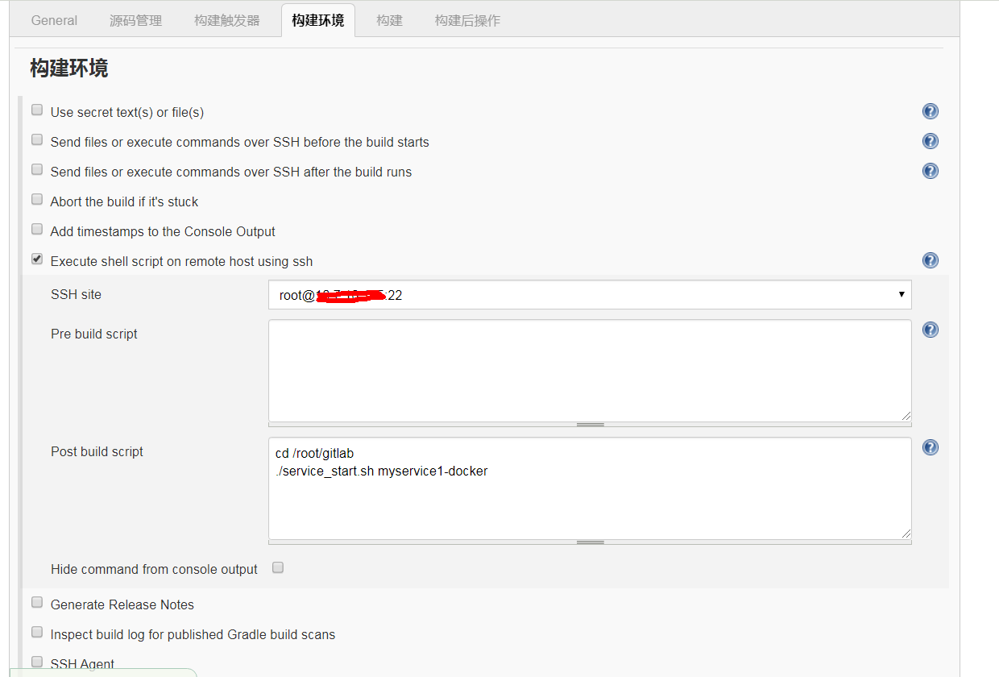 General 源码管理 构建触发器 构建环境 构建 构建后操作
构建环境
Use secret text(s) or file(s)
Send files or execute commands over SSH before the build starts
Send files or execute commands over SSH after the build runs
Abort the build if it's stuck
Add timestamps to the Console Output
Execute shell script on remote host using ssh
SSH site root@ :22
Pre build script
Post build script
cd /root/gitlab
./service_start.sh myservice1-docker
Hide command from console output
Generate Release Notes
Inspect build log for published Gradle build scans
SSH Agent